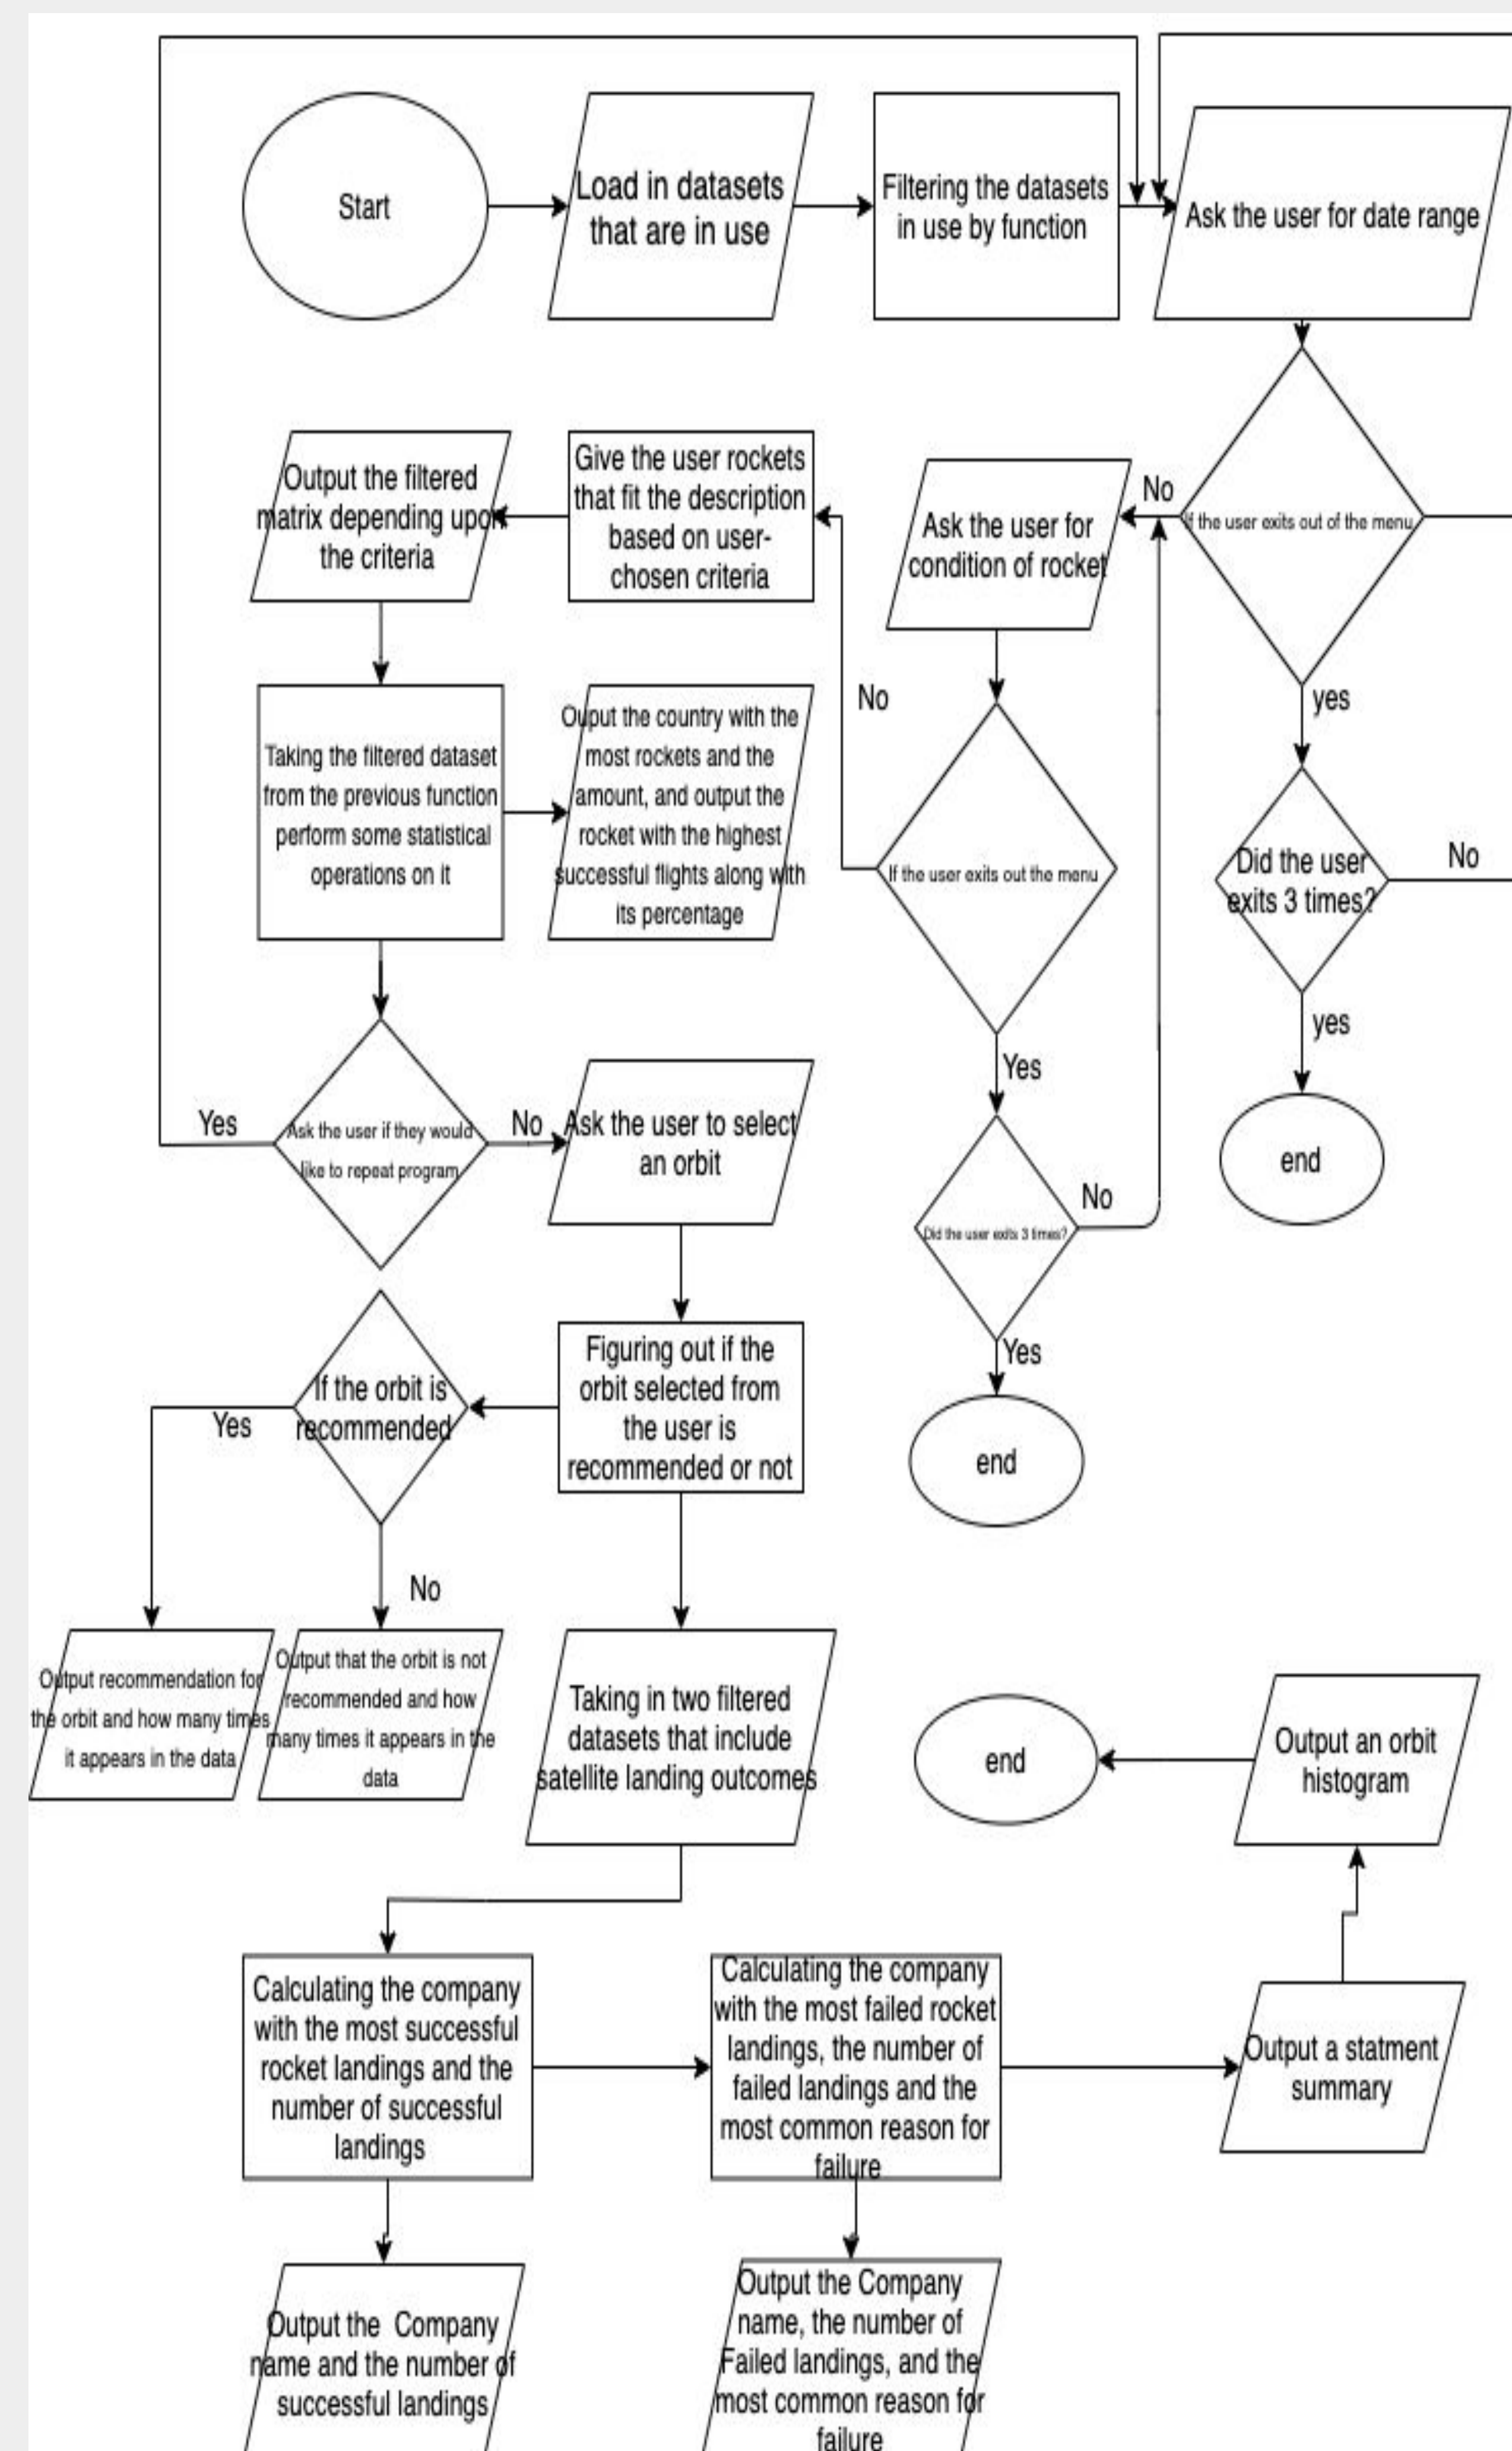 Start
Load in datasets
that are in use
Filtering the datasets
in use by function
Ask the user for date range
If the user exits out of the menu
No
yes
Did the user
exits 3 times?
No
yes
end
Ask the user for
condition of rocket
If the user exits out the menu
No
Yes
Did the user exits 3 times?
No
Yes
end
Give the user rockets
that fit the description
based on user-
chosen criteria
Output the filtered
matrix depending upon
the criteria
Taking the filtered dataset
from the previous function
perform some statistical
operations on it
Ouput the country with the
most rockets and the
amount, and output the
rocket with the highest
successful flights along with
its percentage
Ask the user if they would
like to repeat program
Yes
No
Ask the user to select
an orbit
Figuring out if the
orbit selected from
the user is
recommended or not
If the orbit is
recommended
Yes
No
Output recommendation for
the orbit and how many times
it appears in the data
Output that the orbit is not
recommended and how
many times it appears in the
data
Taking in two filtered
datasets that include
satellite landing outcomes
Calculating the company
with the most successful
rocket landings and the
number of successful
landings
Output the  Company
name and the number of
successful landings
Calculating the company
with the most failed rocket
landings, the number of
failed landings and the
most common reason for
failure
Output the Company
name, the number of
Failed landings, and the
most common reason for
failure
Output a statment
summary
Output an orbit
histogram
end